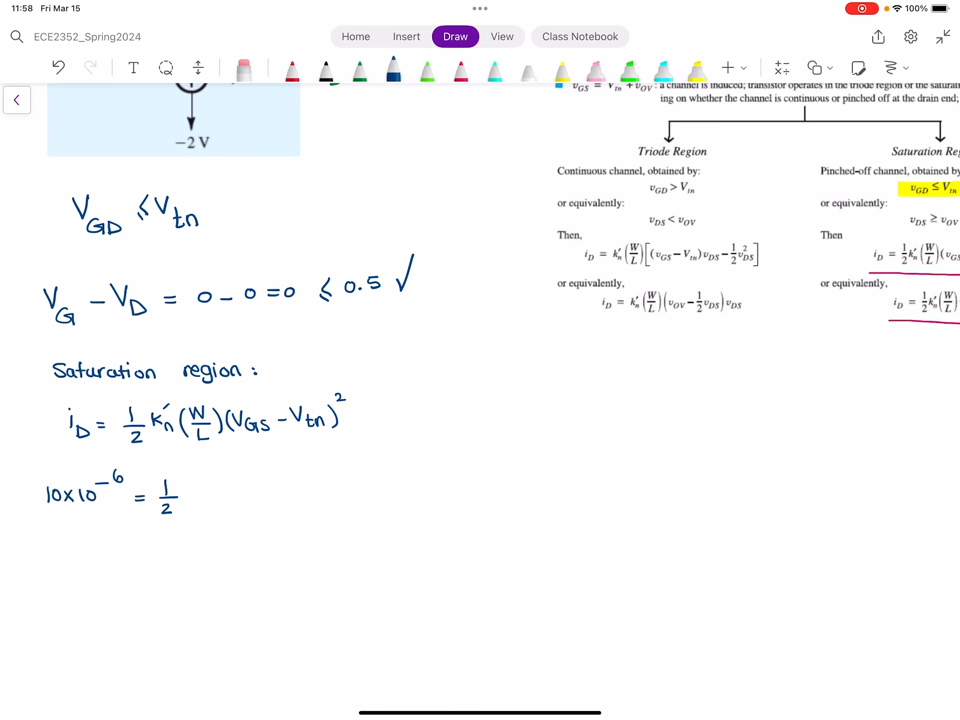 11:58 Fri Mar 15
100%
ECE2352_Spring2024
Home Insert Draw View Class Notebook
T
−2 V
v_GS = V_tn + v_OV : a channel is induced; transistor operates in the triode region or the saturat
ing on whether the channel is continuous or pinched off at the drain end;
Triode Region
Continuous channel, obtained by:
v_GD > V_tn
or equivalently:
v_DS < v_OV
Then,
i_D = k′_n (W/L)[(v_GS − V_tn)v_DS − 1/2 v²_DS]
or equivalently,
i_D = k′_n (W/L)(v_OV − 1/2 v_DS)v_DS
Saturation Reg
Pinched-off channel, obtained by
v_GD ≤ V_tn
or equivalently:
v_DS ≥ v_OV
Then
i_D = 1/2 k′_n (W/L)(v_GS
or equivalently,
i_D = 1/2 k′_n (W/L)
V_GD ≤ V_tn
V_G − V_D = 0 − 0 = 0 ≤ 0.5 ✓
Saturation region :
i_D = 1/2 k′_n (W/L)(V_GS − V_tn)²
10×10⁻⁶ = 1/2